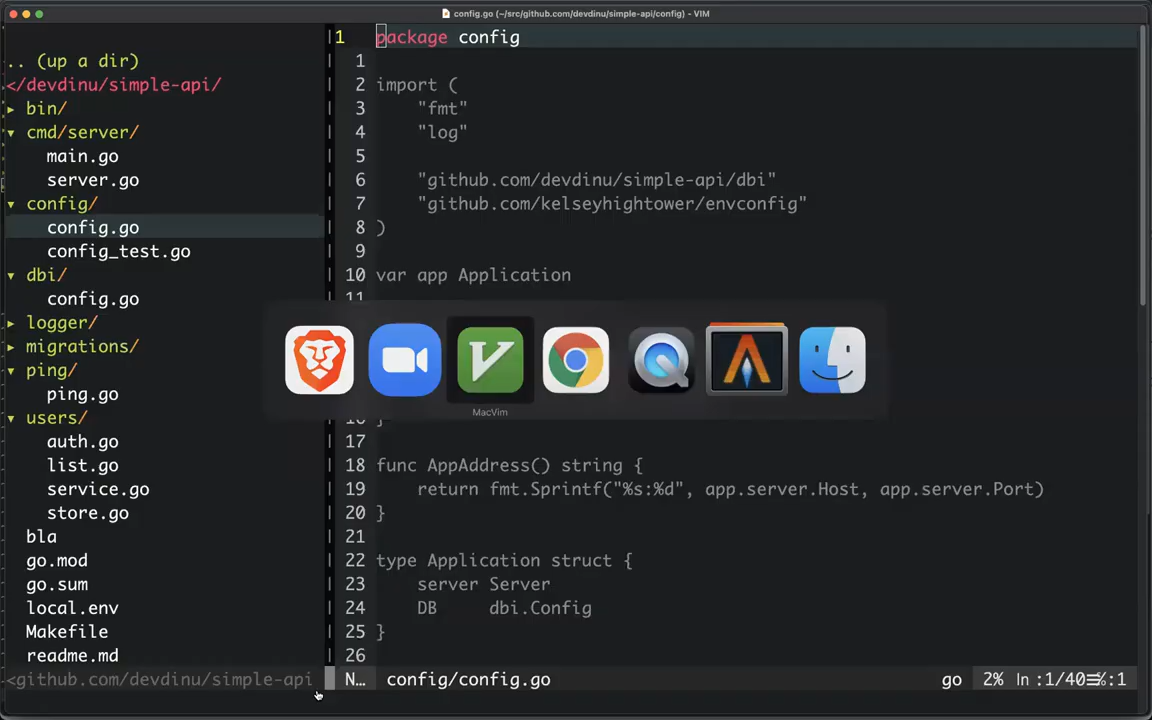 config.go (~/src/github.com/devdinu/simple-api/config) - VIM
.. (up a dir)
</devdinu/simple-api/
▸ bin/
▾ cmd/server/
main.go
server.go
▾ config/
config.go
config_test.go
▾ dbi/
config.go
▸ logger/
▸ migrations/
▾ ping/
ping.go
▾ users/
auth.go
list.go
service.go
store.go
bla
go.mod
go.sum
local.env
Makefile
readme.md
<github.com/devdinu/simple-api
1 package config
1
2 import (
3 "fmt"
4 "log"
5
6 "github.com/devdinu/simple-api/dbi"
7 "github.com/kelseyhightower/envconfig"
8 )
9
10 var app Application
11
MacVim
16 }
17
18 func AppAddress() string {
19 return fmt.Sprintf("%s:%d", app.server.Host, app.server.Port)
20 }
21
22 type Application struct {
23 server Server
24 DB dbi.Config
25 }
26
N… config/config.go go 2% ln :1/40≡%:1